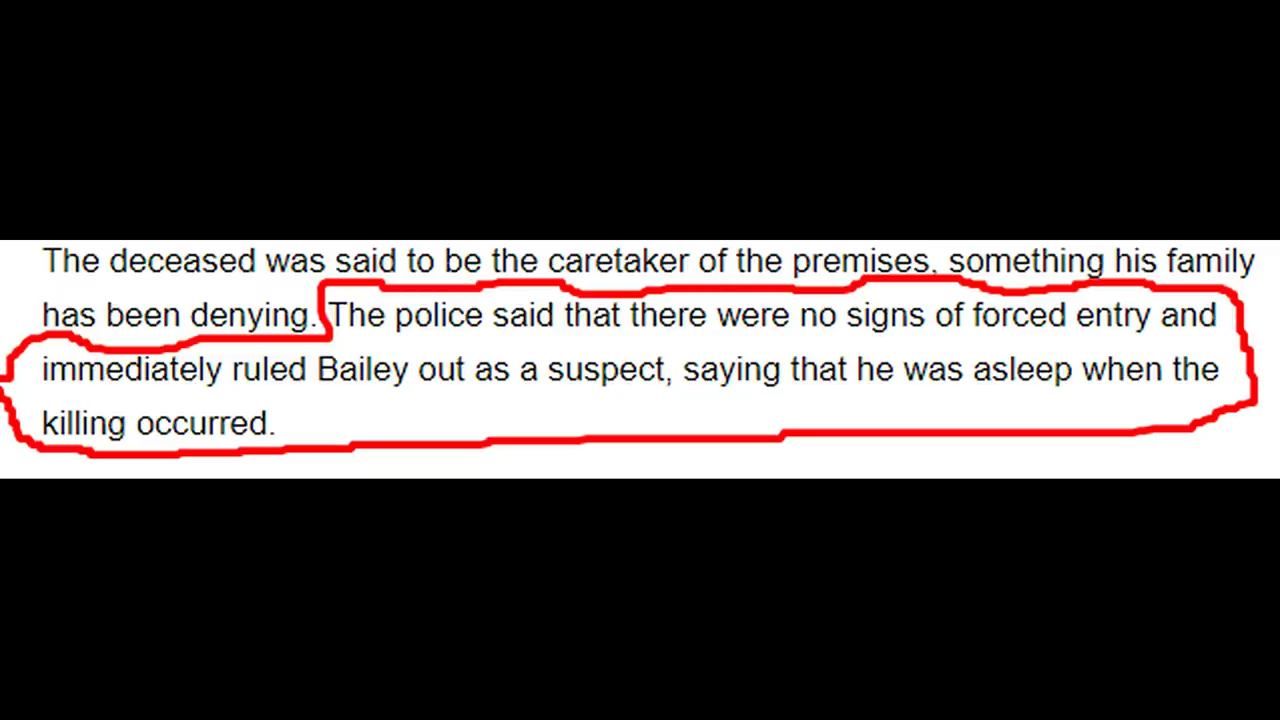 The deceased was said to be the caretaker of the premises, something his family
has been denying. The police said that there were no signs of forced entry and
immediately ruled Bailey out as a suspect, saying that he was asleep when the
killing occurred.